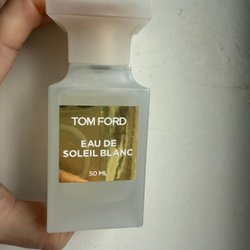 TOM FORD
EAU DE
SOLEIL BLANC
50 ML